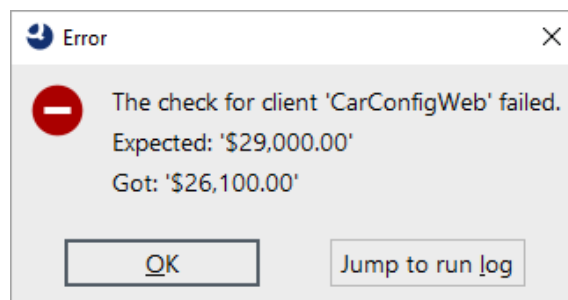 Error
The check for client 'CarConfigWeb' failed.
Expected: '$29,000.00'
Got: '$26,100.00'
OK
Jump to run log